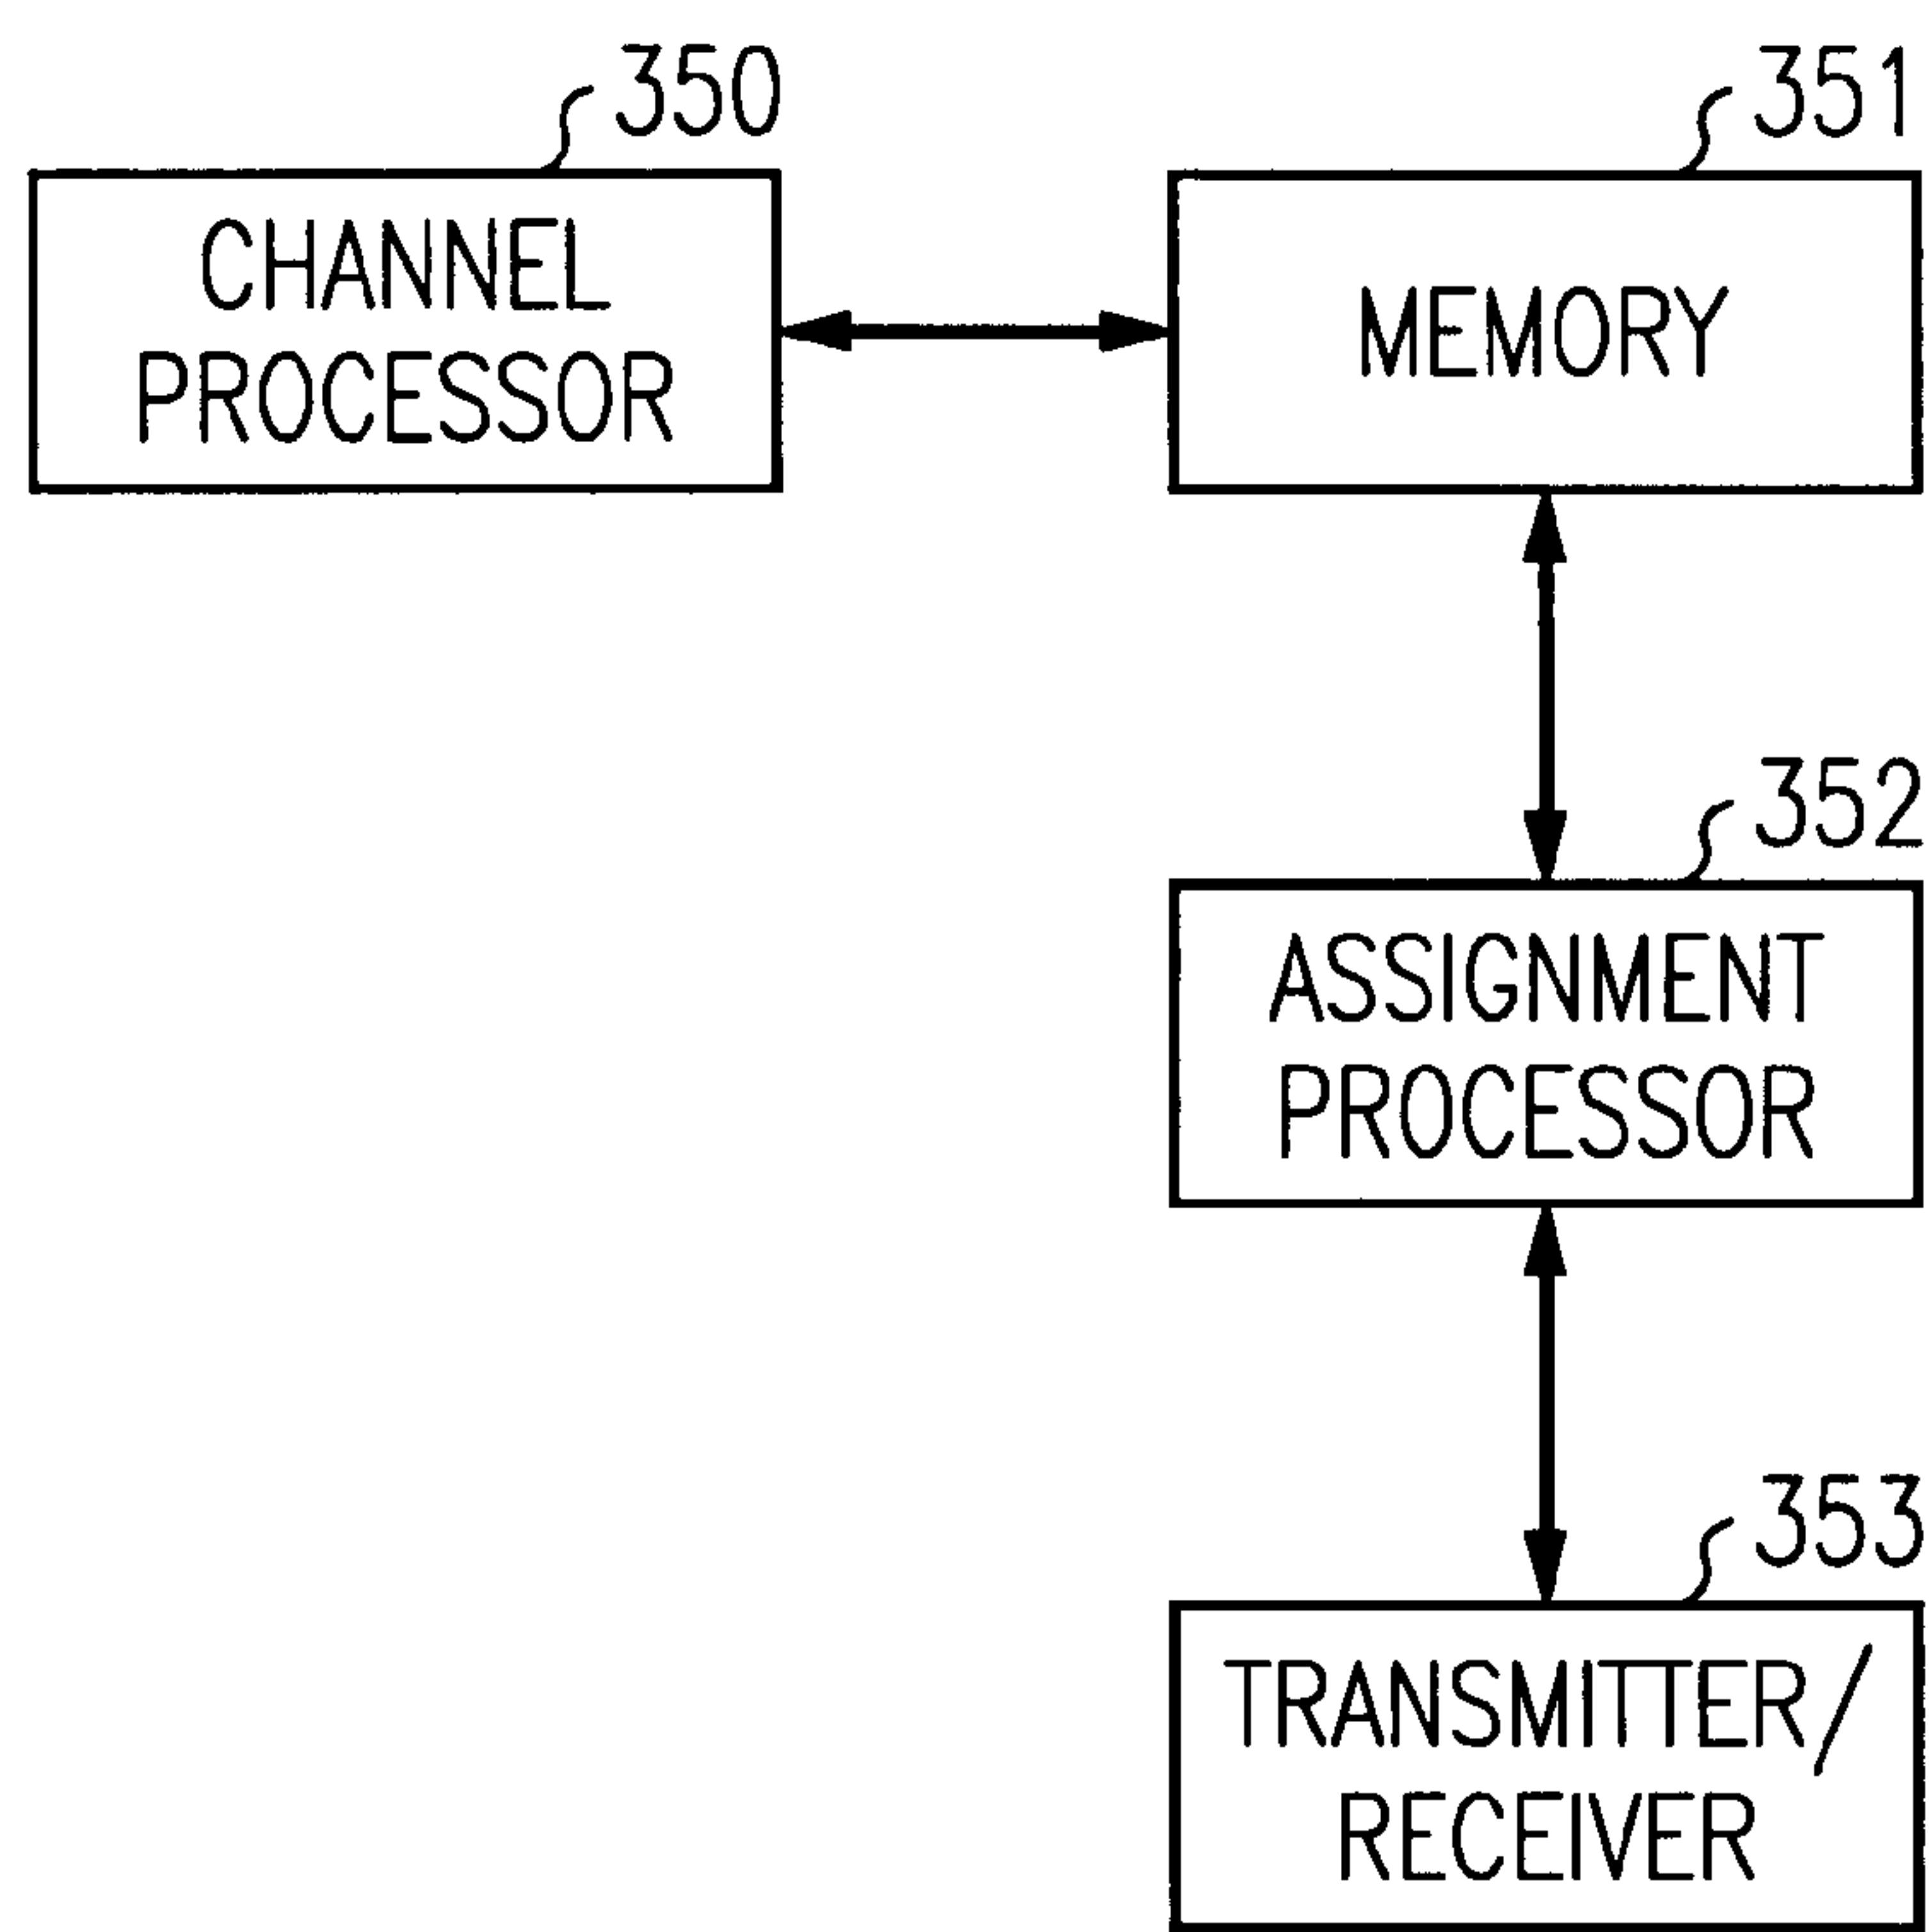 350
351
CHANNEL
PROCESSOR
MEMORY
352
ASSIGNMENT
PROCESSOR
353
TRANSMITTER/
RECEIVER